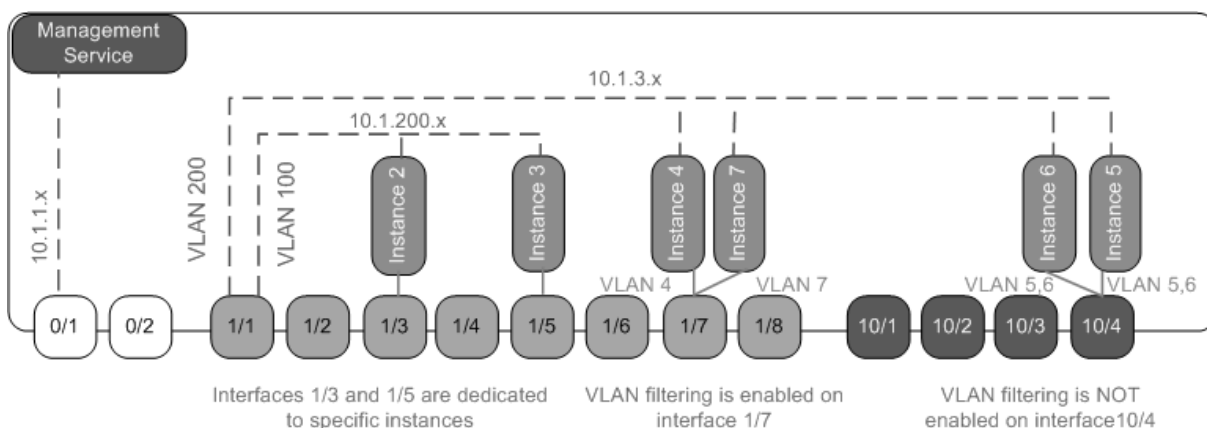 Management
Service
10.1.3.x
10.1.200.x
10.1.1.x
VLAN 200
VLAN 100
Instance 2
Instance 3
Instance 4
Instance 7
Instance 6
Instance 5
VLAN 4
VLAN 7
VLAN 5,6
VLAN 5,6
0/1
0/2
1/1
1/2
1/3
1/4
1/5
1/6
1/7
1/8
10/1
10/2
10/3
10/4
Interfaces 1/3 and 1/5 are dedicated
to specific instances
VLAN filtering is enabled on
interface 1/7
VLAN filtering is NOT
enabled on interface10/4